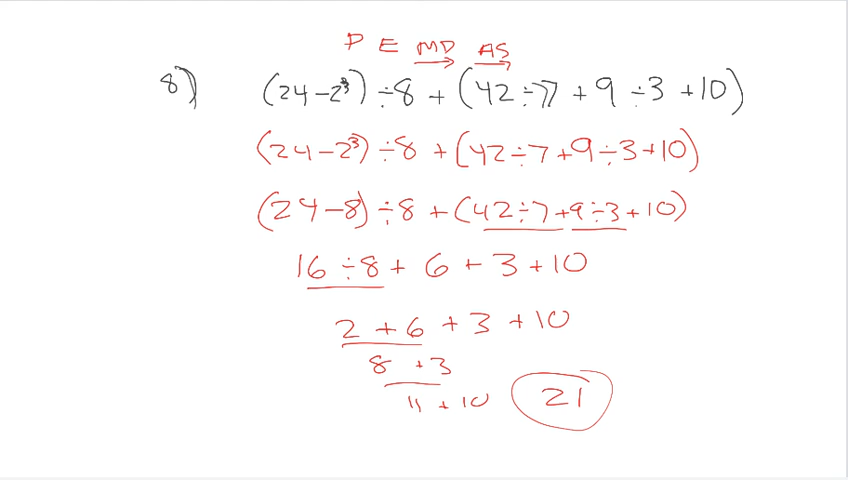 P E MD AS
8) (24-2³) ÷8 + (42÷7 + 9 ÷3 +10)
(24-2³) ÷8 + (42÷7+9÷3+10)
(24-8) ÷8 + (42÷7+9÷3+10)
16 ÷8 + 6 + 3 +10
2 + 6 + 3 +10
8 +3
11 + 10 21